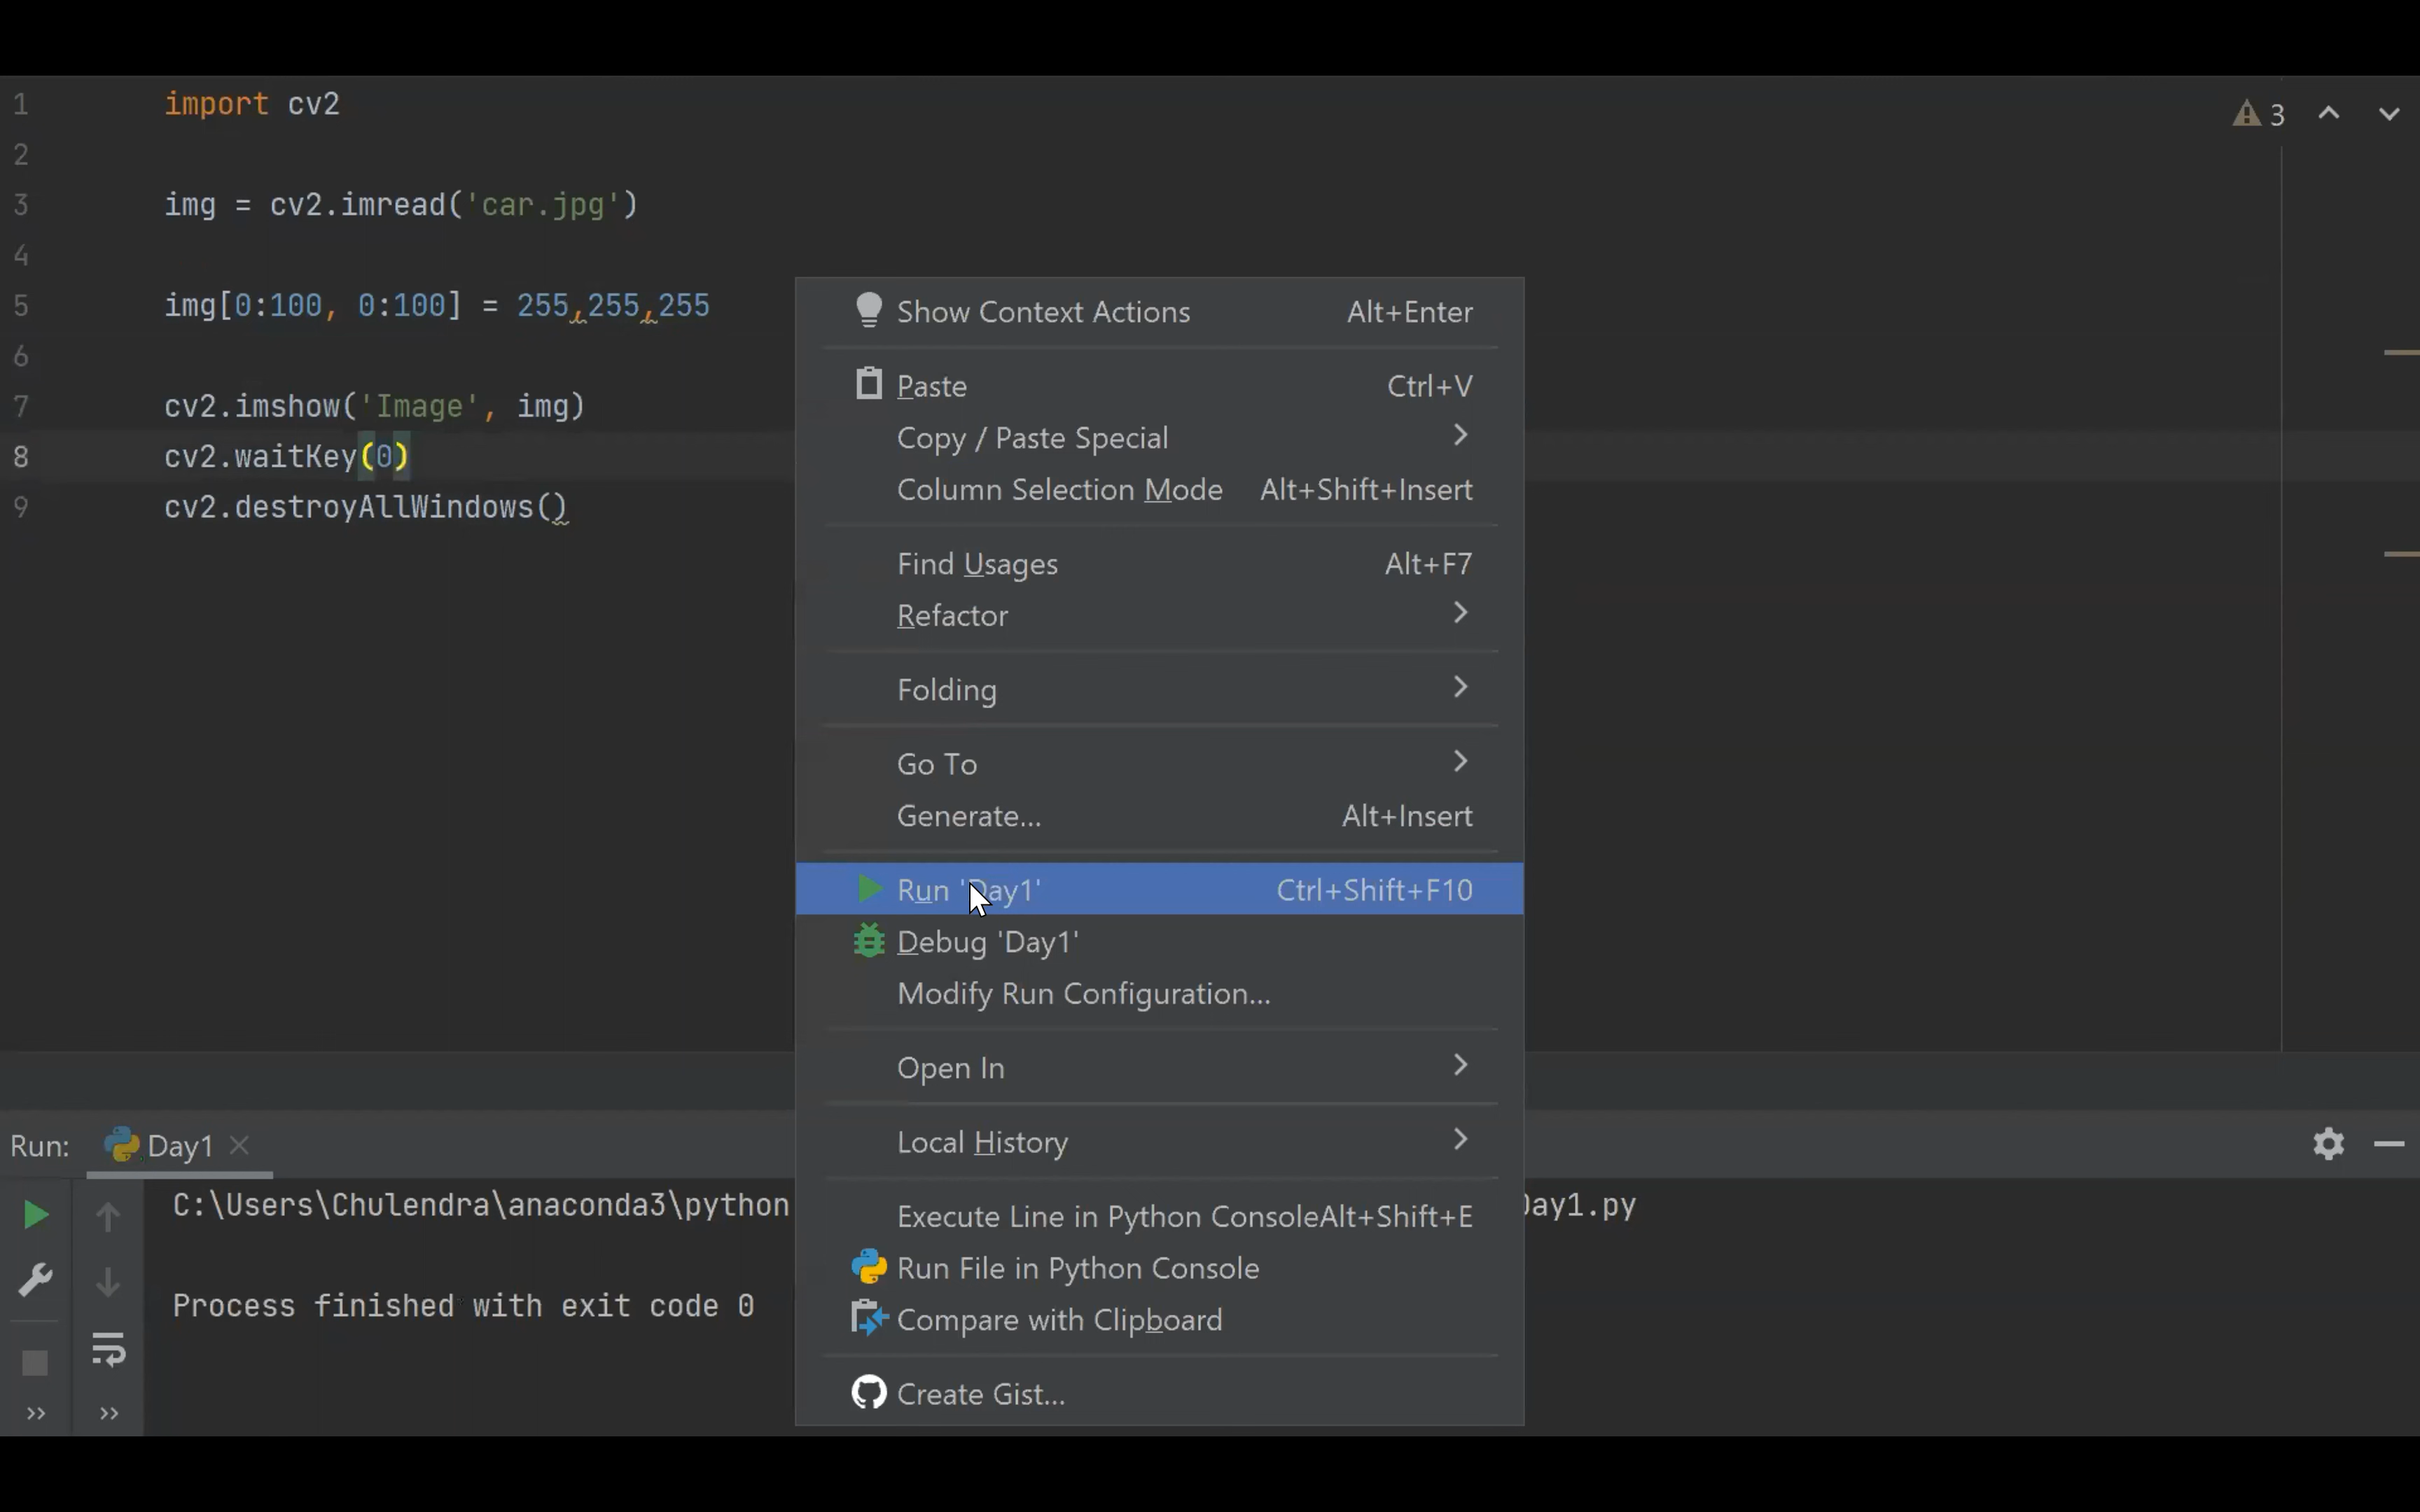 1 import cv2
2
3 img = cv2.imread('car.jpg')
4
5 img[0:100, 0:100] = 255,255,255
6
7 cv2.imshow('Image', img)
8 cv2.waitKey(0)
9 cv2.destroyAllWindows()
3
Show Context Actions Alt+Enter
Paste Ctrl+V
Copy / Paste Special
Column Selection Mode Alt+Shift+Insert
Find Usages Alt+F7
Refactor
Folding
Go To
Generate... Alt+Insert
Run 'Day1' Ctrl+Shift+F10
Debug 'Day1'
Modify Run Configuration...
Open In
Local History
Execute Line in Python Console Alt+Shift+E
Run File in Python Console
Compare with Clipboard
Create Gist...
Run: Day1
C:\Users\Chulendra\anaconda3\python Day1.py
Process finished with exit code 0